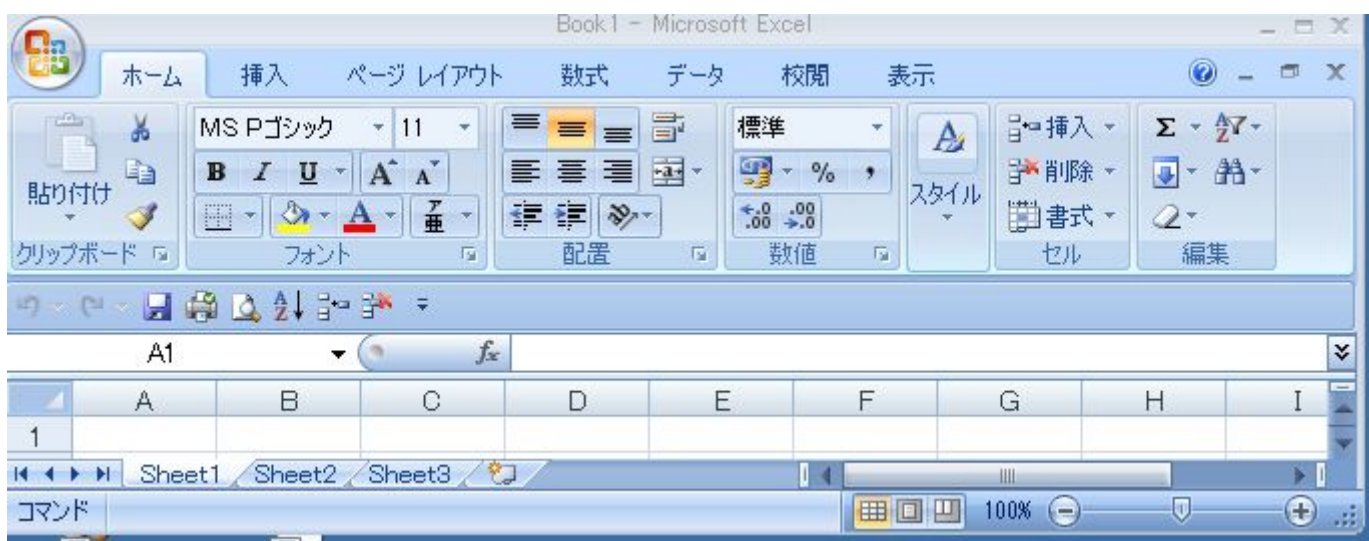 Book1 - Microsoft Excel
ホーム 挿入 ページ レイアウト 数式 データ 校閲 表示
MS Pゴシック 11 標準 挿入
B I U A A % , 削除
貼り付け スタイル 書式
クリップボード フォント 配置 数値 セル 編集
A1 fx
A B C D E F G H I
1
Sheet1 Sheet2 Sheet3
コマンド 100%